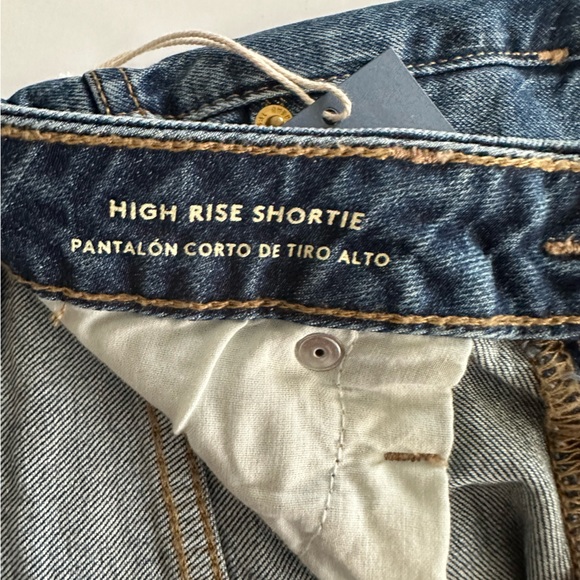 HIGH RISE SHORTIE
PANTALÓN CORTO DE TIRO ALTO